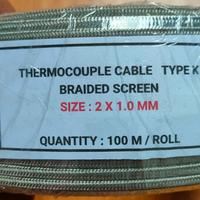 THERMOCOUPLE CABLE TYPE K
BRAIDED SCREEN
SIZE : 2 X 1.0 MM
QUANTITY : 100 M / ROLL